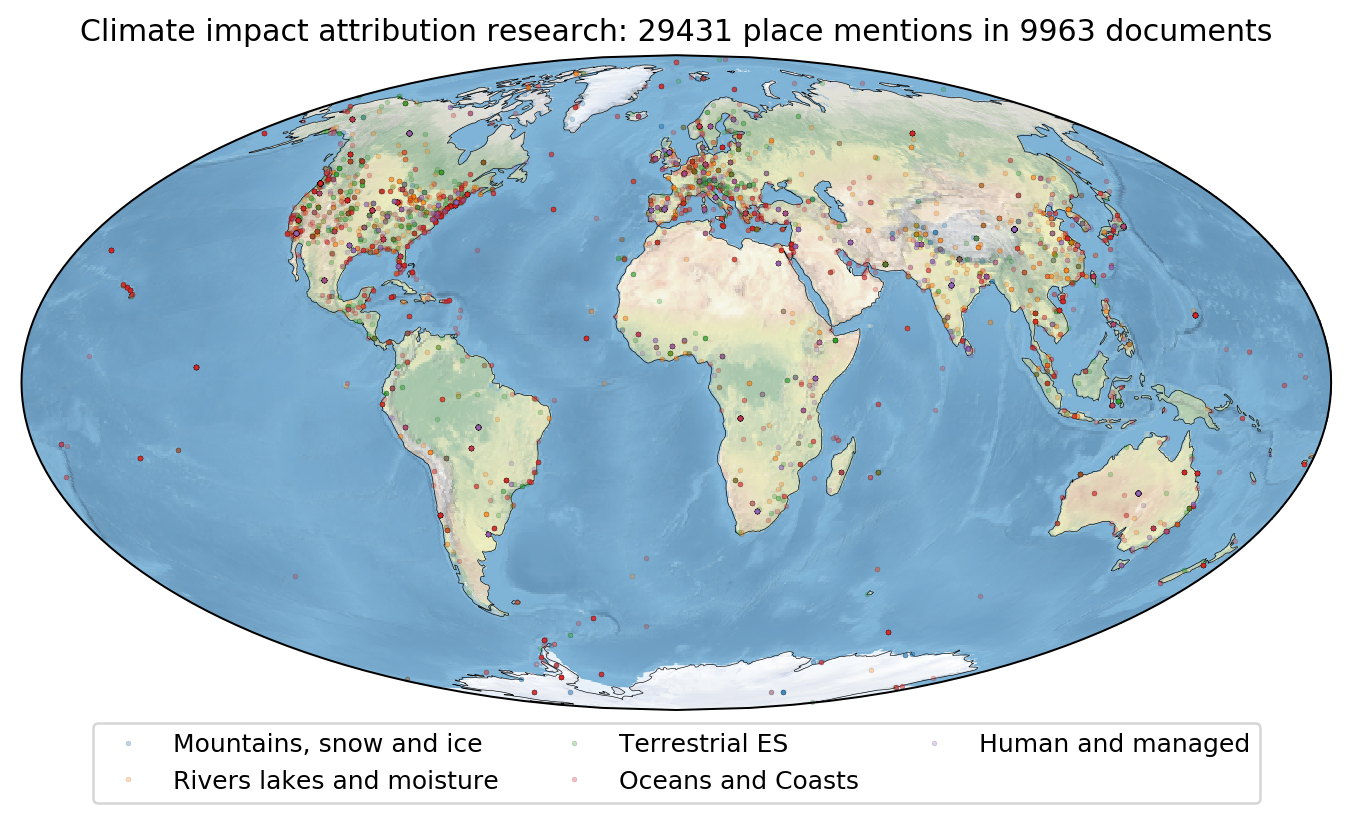 Climate impact attribution research: 29431 place mentions in 9963 documents
Mountains, snow and ice
Rivers lakes and moisture
Terrestrial ES
Oceans and Coasts
Human and managed